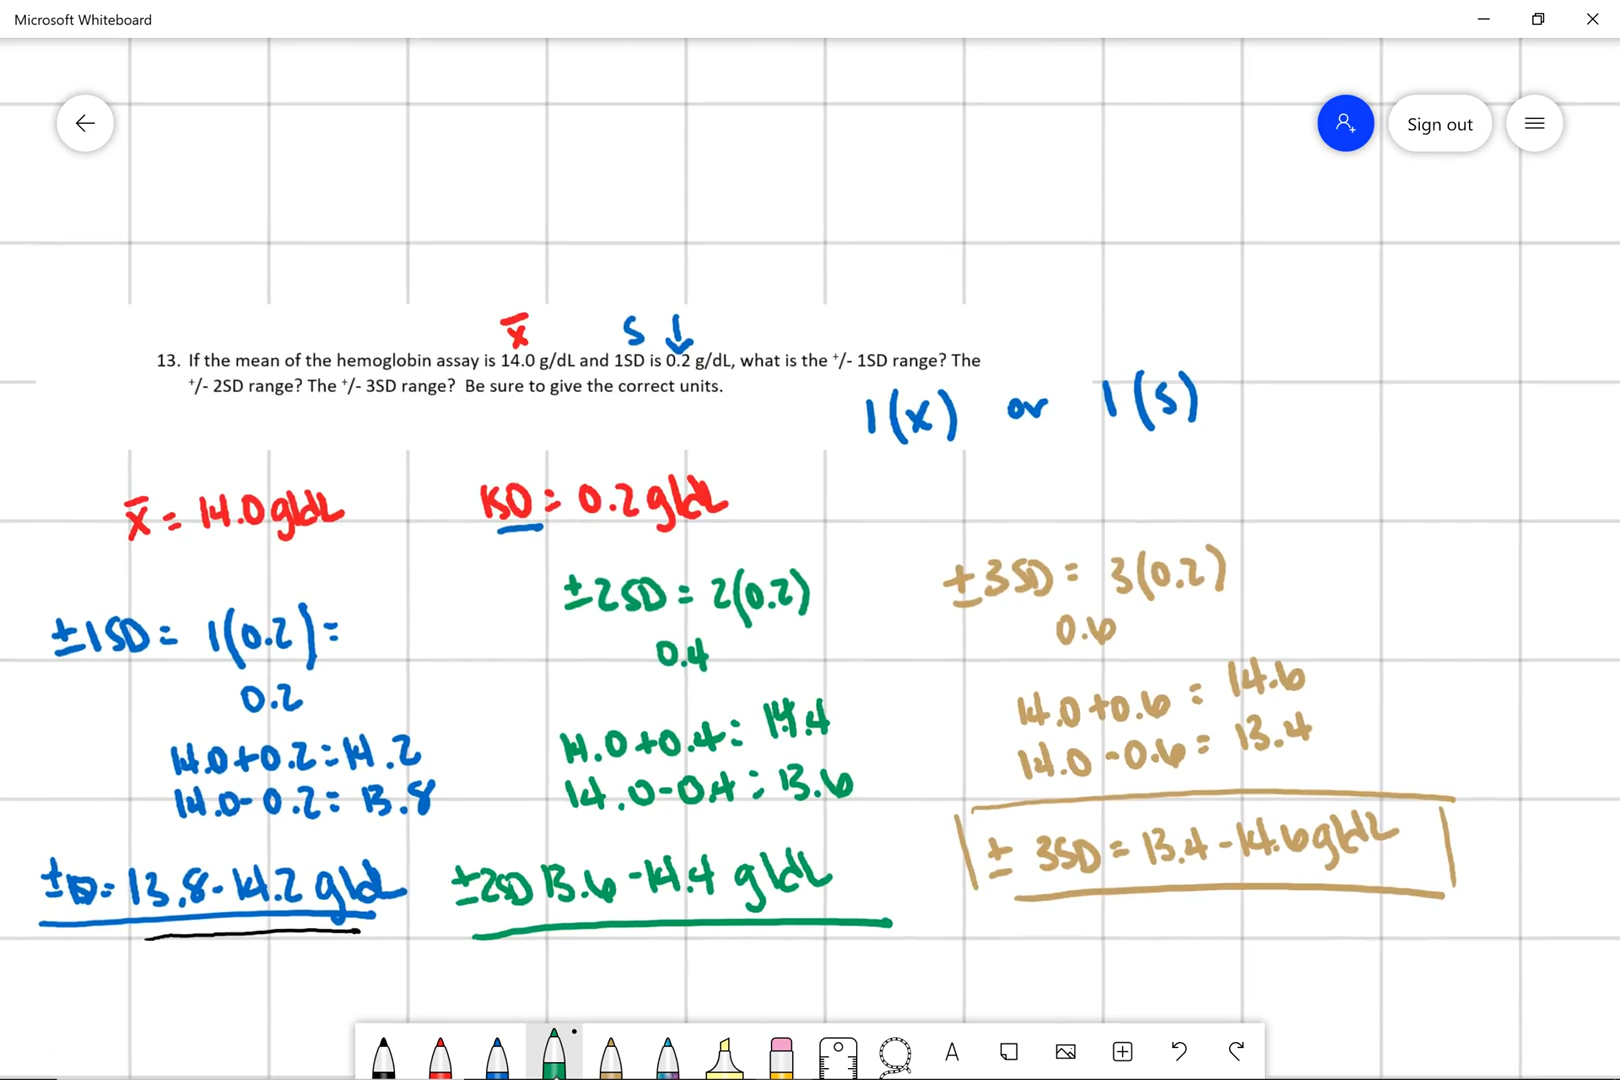 Microsoft Whiteboard
Sign out
x̄ S ↓
13. If the mean of the hemoglobin assay is 14.0 g/dL and 1SD is 0.2 g/dL, what is the +/- 1SD range? The
+/- 2SD range? The +/- 3SD range? Be sure to give the correct units.
1(x) or 1(s)
x̄ = 14.0 g/dL
1SD = 0.2 g/dL
±1SD = 1(0.2) =
0.2
14.0+0.2=14.2
14.0-0.2=13.8
13.8-14.2 g/dL
±2SD = 2(0.2)
0.4
14.0+0.4=14.4
14.0-0.4=13.6
±2SD 13.6-14.4 g/dL
±3SD = 3(0.2)
0.6
14.0+0.6=14.6
14.0-0.6=13.4
± 3SD = 13.4-14.6 g/dL
A